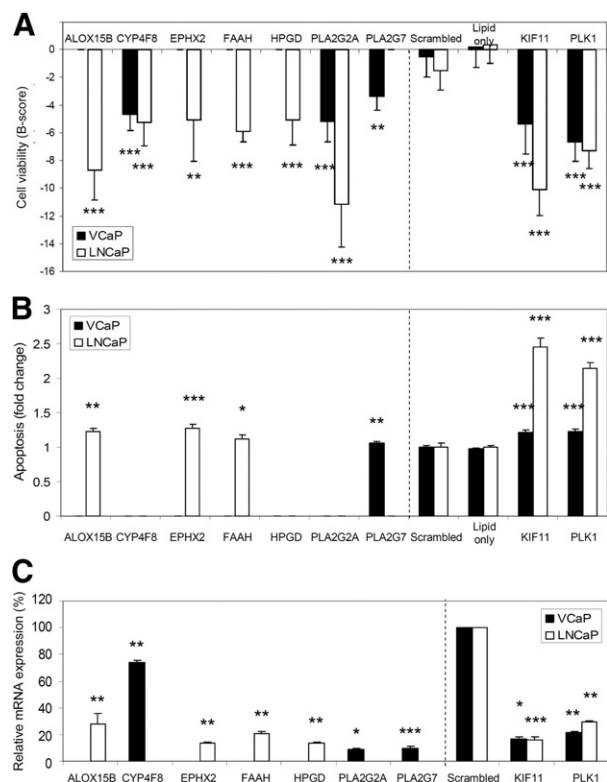 A
ALOX15B CYP4F8 EPHX2 FAAH HPGD PLA2G2A PLA2G7 Scrambled Lipid only KIF11 PLK1
Cell viability (B-score)
0
-2
-4
-6
-8
-10
-12
-14
-16
*** *** *** ** *** *** *** *** ** *** *** *** ***
VCaP
LNCaP
B
Apoptosis (fold change)
3
2.5
2
1.5
1
0.5
0
VCaP
LNCaP
** *** * ** *** *** *** ***
ALOX15B CYP4F8 EPHX2 FAAH HPGD PLA2G2A PLA2G7 Scrambled Lipid only KIF11 PLK1
C
Relative mRNA expression (%)
120
100
80
60
40
20
0
VCaP
LNCaP
** ** ** ** ** * *** * *** ** **
ALOX15B CYP4F8 EPHX2 FAAH HPGD PLA2G2A PLA2G7 Scrambled KIF11 PLK1